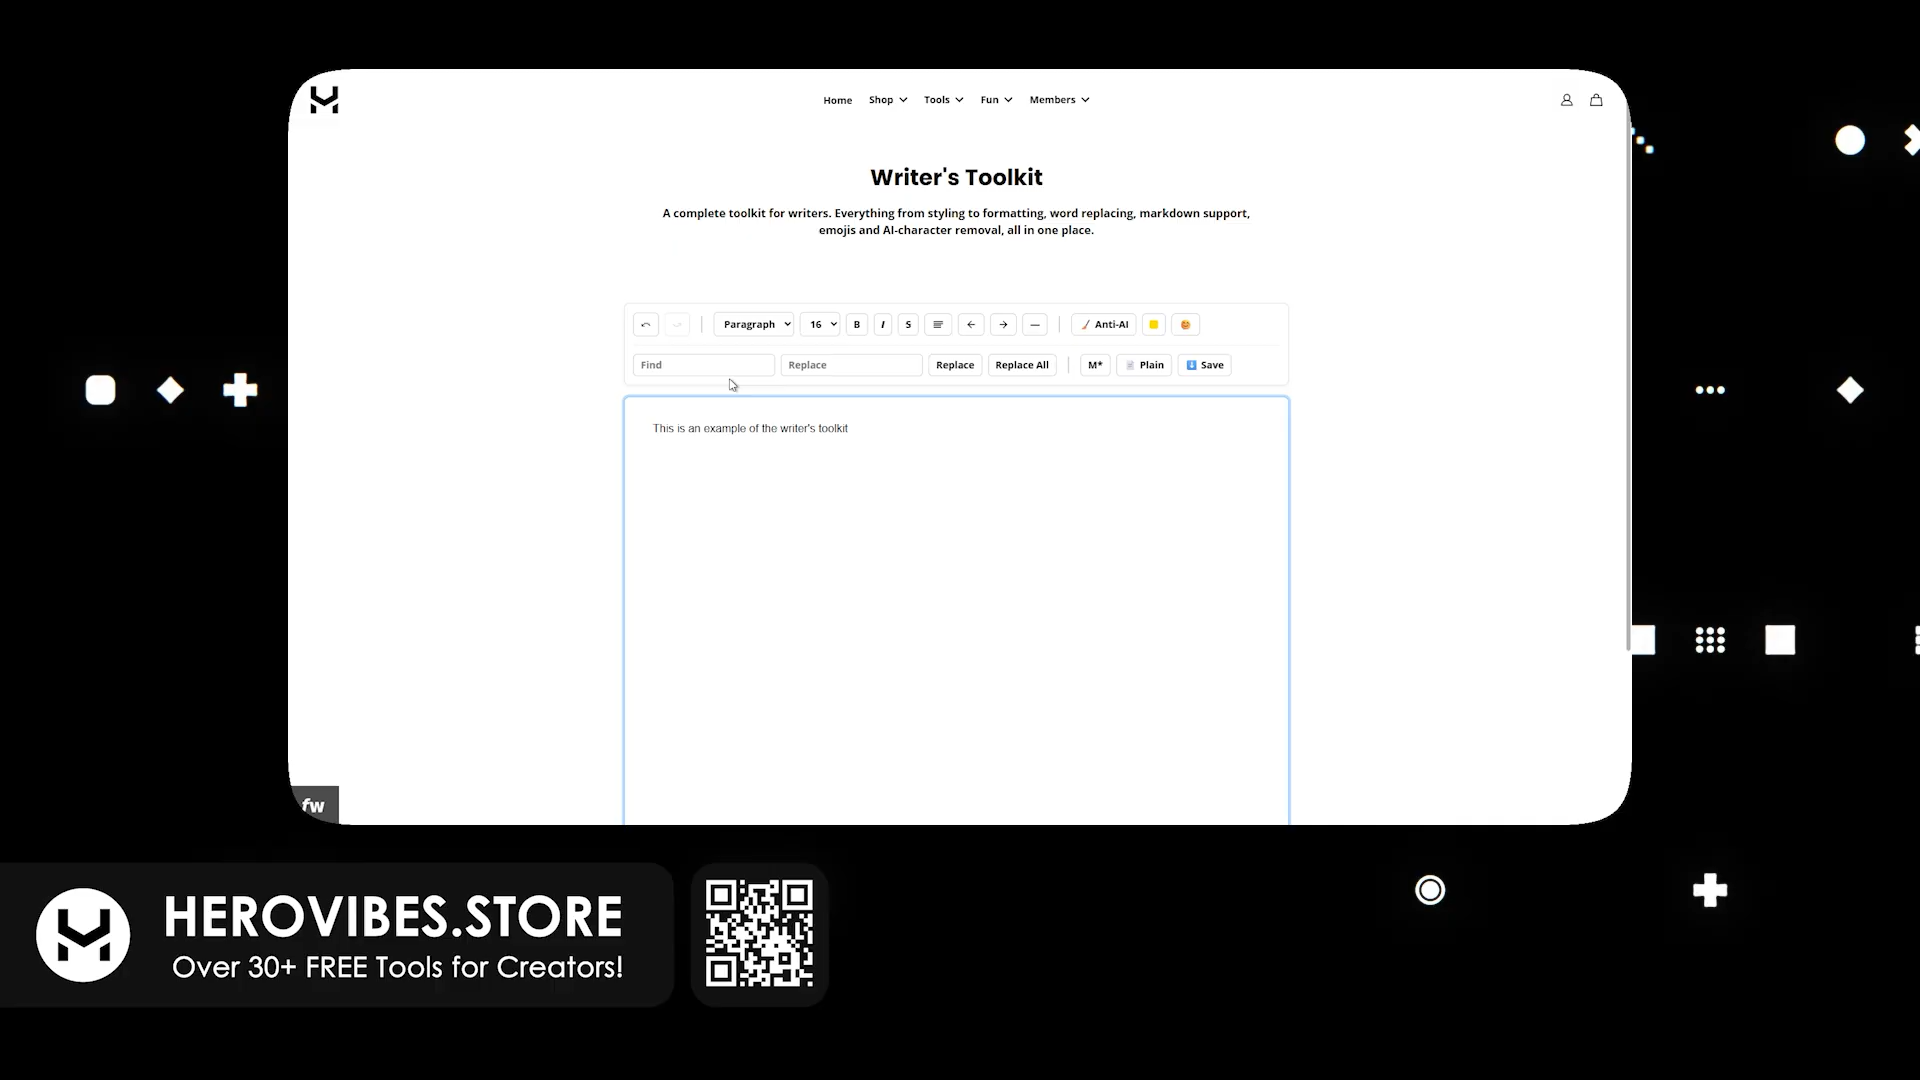 Home Shop Tools Fun Members
Writer's Toolkit
A complete toolkit for writers. Everything from styling to formatting, word replacing, markdown support,
emojis and AI-character removal, all in one place.
Paragraph 16 B I S Anti-AI
Find Replace Replace Replace All M* Plain Save
This is an example of the writer's toolkit
fw
HEROVIBES.STORE
Over 30+ FREE Tools for Creators!